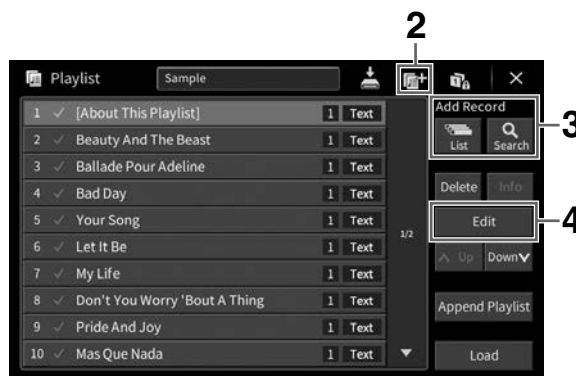 2
Playlist Sample
Add Record
List Search
3
1 [About This Playlist] 1 Text
2 Beauty And The Beast 1 Text
3 Ballade Pour Adeline 1 Text
4 Bad Day 1 Text
5 Your Song 1 Text
6 Let It Be 1 Text
7 My Life 1 Text
8 Don't You Worry 'Bout A Thing 1 Text
9 Pride And Joy 1 Text
10 Mas Que Nada 1 Text
1/2
Delete Info
Edit
4
Up Down
Append Playlist
Load